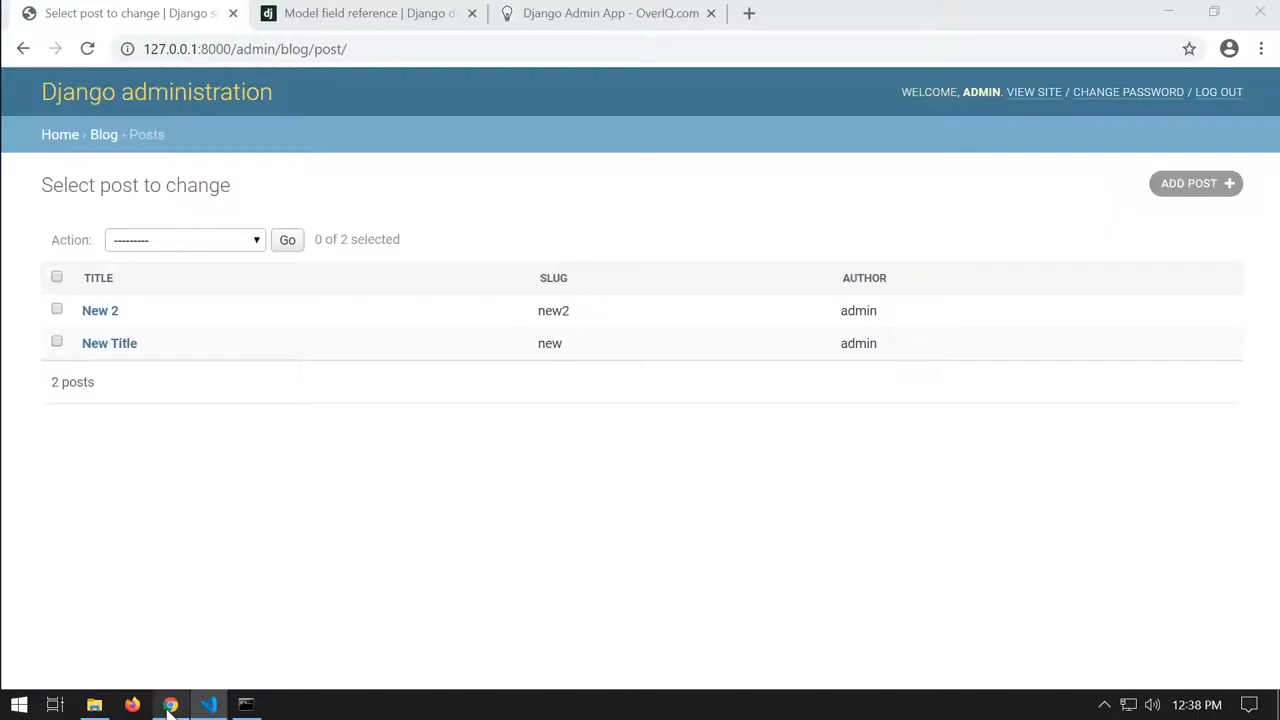 Select post to change | Django s
Model field reference | Django d
Django Admin App - OverIQ.com
127.0.0.1:8000/admin/blog/post/
Django administration
WELCOME, ADMIN. VIEW SITE / CHANGE PASSWORD / LOG OUT
Home › Blog › Posts
Select post to change
ADD POST +
Action: --------- Go 0 of 2 selected
TITLE SLUG AUTHOR
New 2 new2 admin
New Title new admin
2 posts
12:38 PM